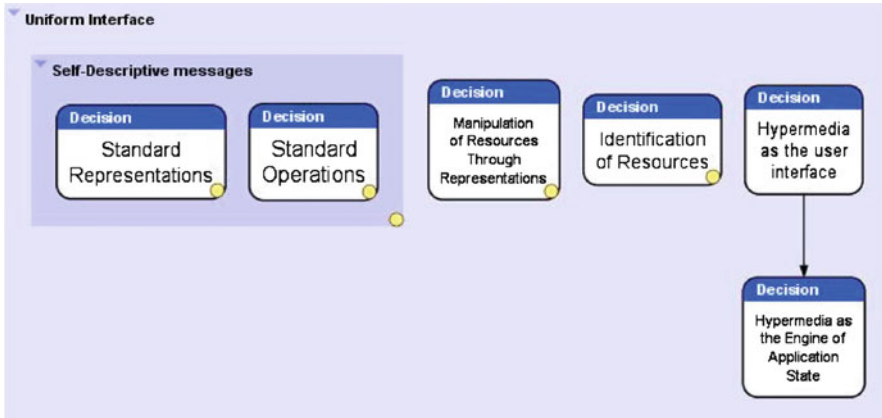 Uniform Interface
Self-Descriptive messages
Decision
Standard
Representations
Decision
Standard
Operations
Decision
Manipulation
of Resources
Through
Representations
Decision
Identification
of Resources
Decision
Hypermedia
as the user
interface
Decision
Hypermedia as
the Engine of
Application
State